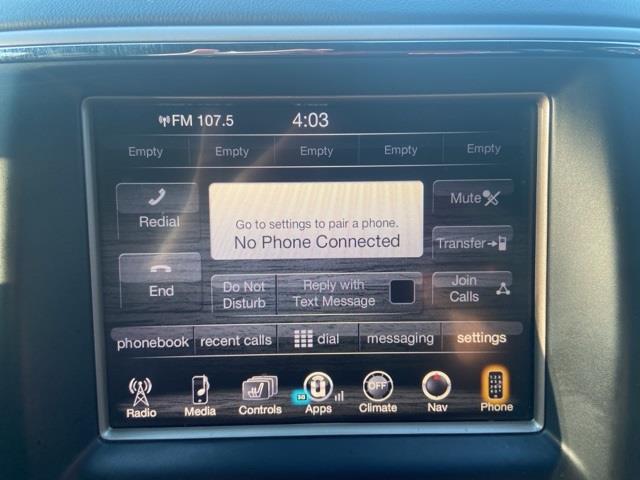 FM 107.5 4:03
Empty Empty Empty Empty Empty
Redial
Go to settings to pair a phone.
No Phone Connected
Mute
Transfer
End
Do Not
Disturb
Reply with
Text Message
Join
Calls
phonebook recent calls dial messaging settings
3G OFF
Radio Media Controls Apps Climate Nav Phone